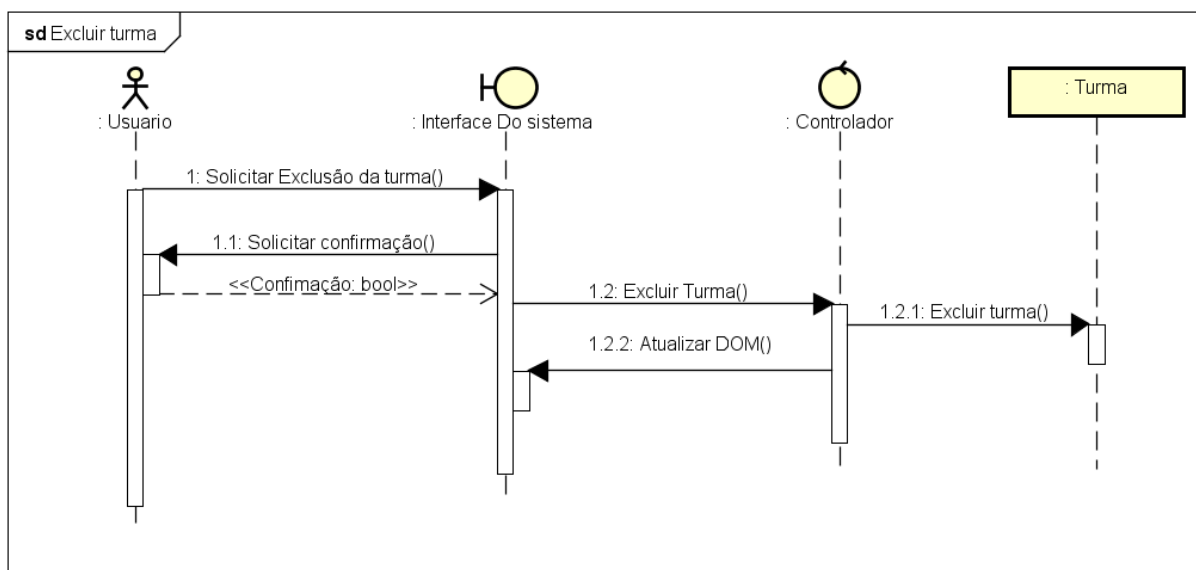 sd Excluir turma
: Usuario
: Interface Do sistema
: Controlador
: Turma
1: Solicitar Exclusão da turma()
1.1: Solicitar confirmação()
<<Confimação: bool>>
1.2: Excluir Turma()
1.2.1: Excluir turma()
1.2.2: Atualizar DOM()